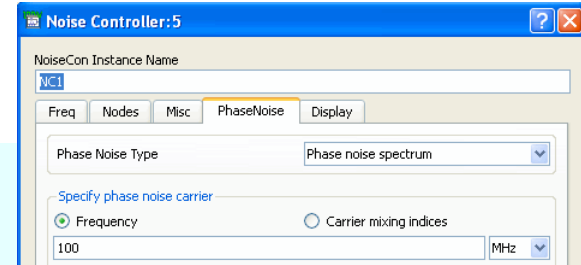 Noise Controller:5
NoiseCon Instance Name
NC1
Freq Nodes Misc PhaseNoise Display
Phase Noise Type Phase noise spectrum
Specify phase noise carrier
Frequency Carrier mixing indices
100 MHz